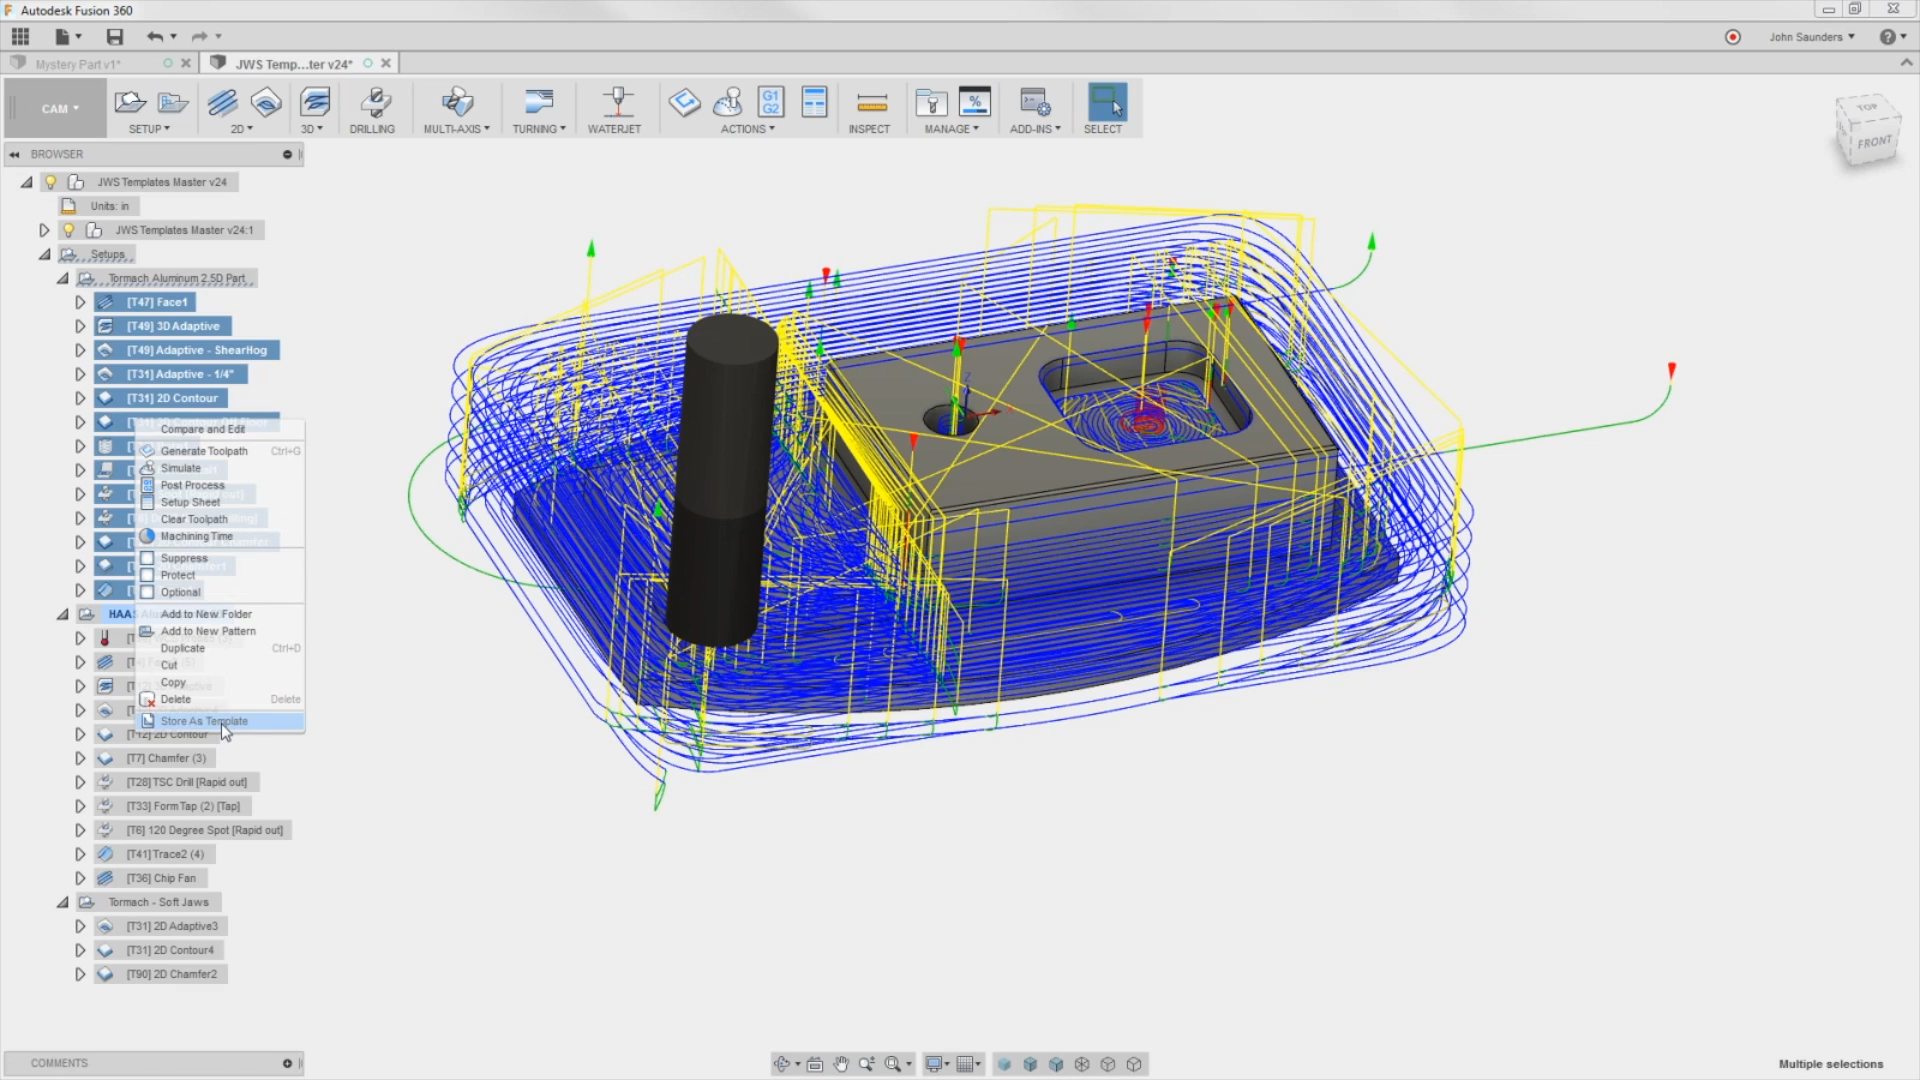 Autodesk Fusion 360
John Saunders
Mystery Part v1*
JWS Temp...ter v24*
CAM
SETUP
2D
3D
DRILLING
MULTI-AXIS
TURNING
WATERJET
G1
G2
ACTIONS
INSPECT
%
MANAGE
ADD-INS
SELECT
TOP
FRONT
BROWSER
JWS Templates Master v24
Units: in
JWS Templates Master v24:1
Setups
Tormach Aluminum 2.5D Part
[T47] Face1
[T49] 3D Adaptive
[T49] Adaptive - ShearHog
[T31] Adaptive - 1/4"
[T31] 2D Contour
Compare and Edit
Generate Toolpath Ctrl+G
Simulate
Post Process
Setup Sheet
Clear Toolpath
Machining Time
Suppress
Protect
Optional
HAAS
Add to New Folder
Add to New Pattern
Duplicate Ctrl+D
Cut
Copy
Delete Delete
Store As Template
[T12] 2D Contour
[T7] Chamfer (3)
[T28] TSC Drill [Rapid out]
[T33] Form Tap (2) [Tap]
[T6] 120 Degree Spot [Rapid out]
[T41] Trace2 (4)
[T36] Chip Fan
Tormach - Soft Jaws
[T31] 2D Adaptive3
[T31] 2D Contour4
[T90] 2D Chamfer2
COMMENTS
Multiple selections